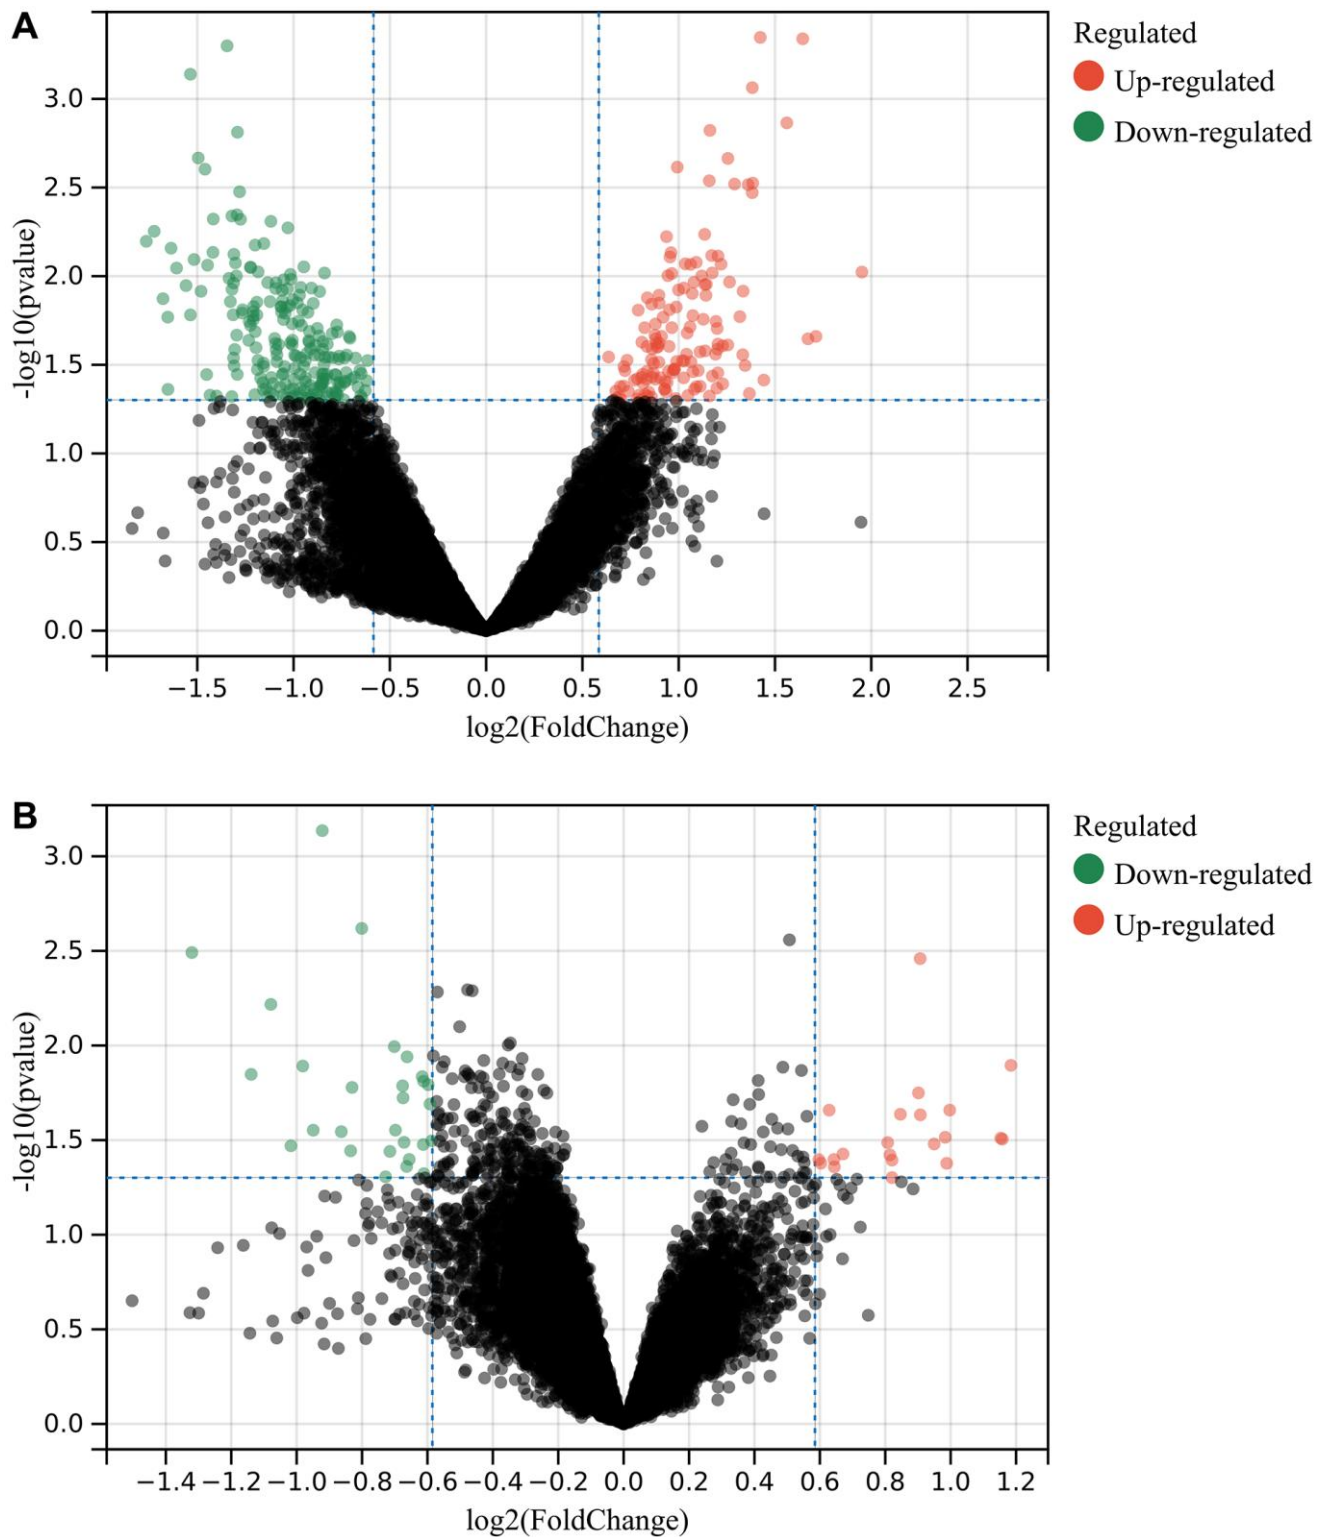 A
Regulated
Up-regulated
Down-regulated
3.0
2.5
2.0
1.5
1.0
0.5
0.0
-log10(pvalue)
−1.5 −1.0 −0.5 0.0 0.5 1.0 1.5 2.0 2.5
log2(FoldChange)
B
Regulated
Down-regulated
Up-regulated
3.0
2.5
2.0
1.5
1.0
0.5
0.0
-log10(pvalue)
−1.4 −1.2 −1.0 −0.8 −0.6 −0.4 −0.2 0.0 0.2 0.4 0.6 0.8 1.0 1.2
log2(FoldChange)